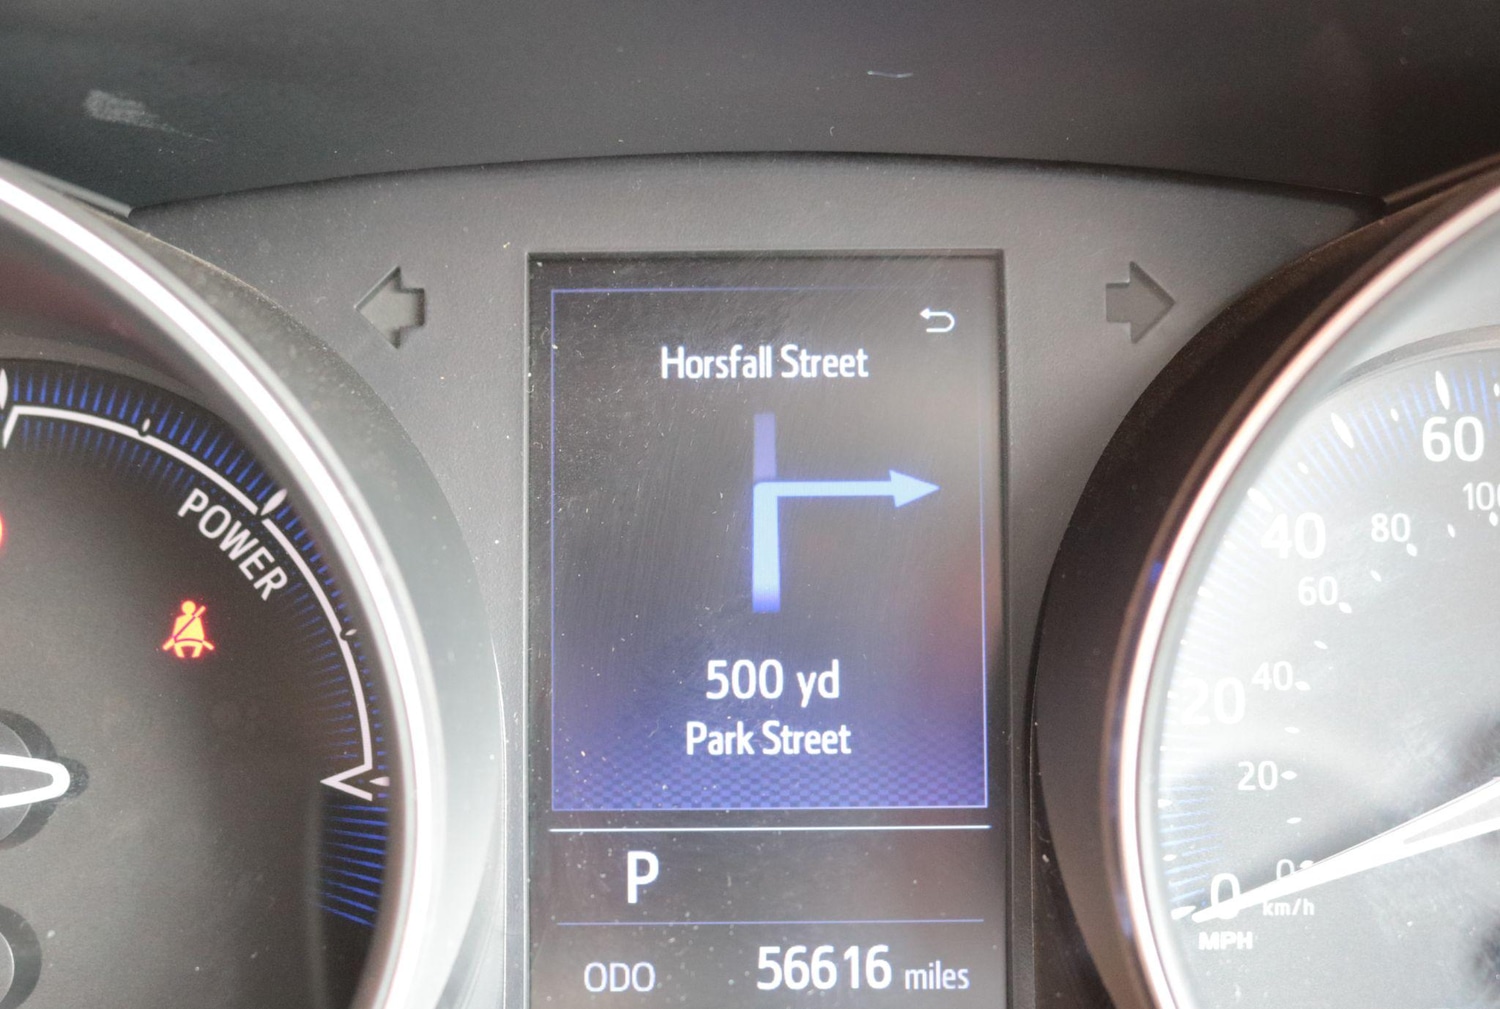 Horsfall Street
500 yd
Park Street
P
ODO 56616 miles
POWER
60
40
80
60
20
40
20
0
0
km/h
MPH